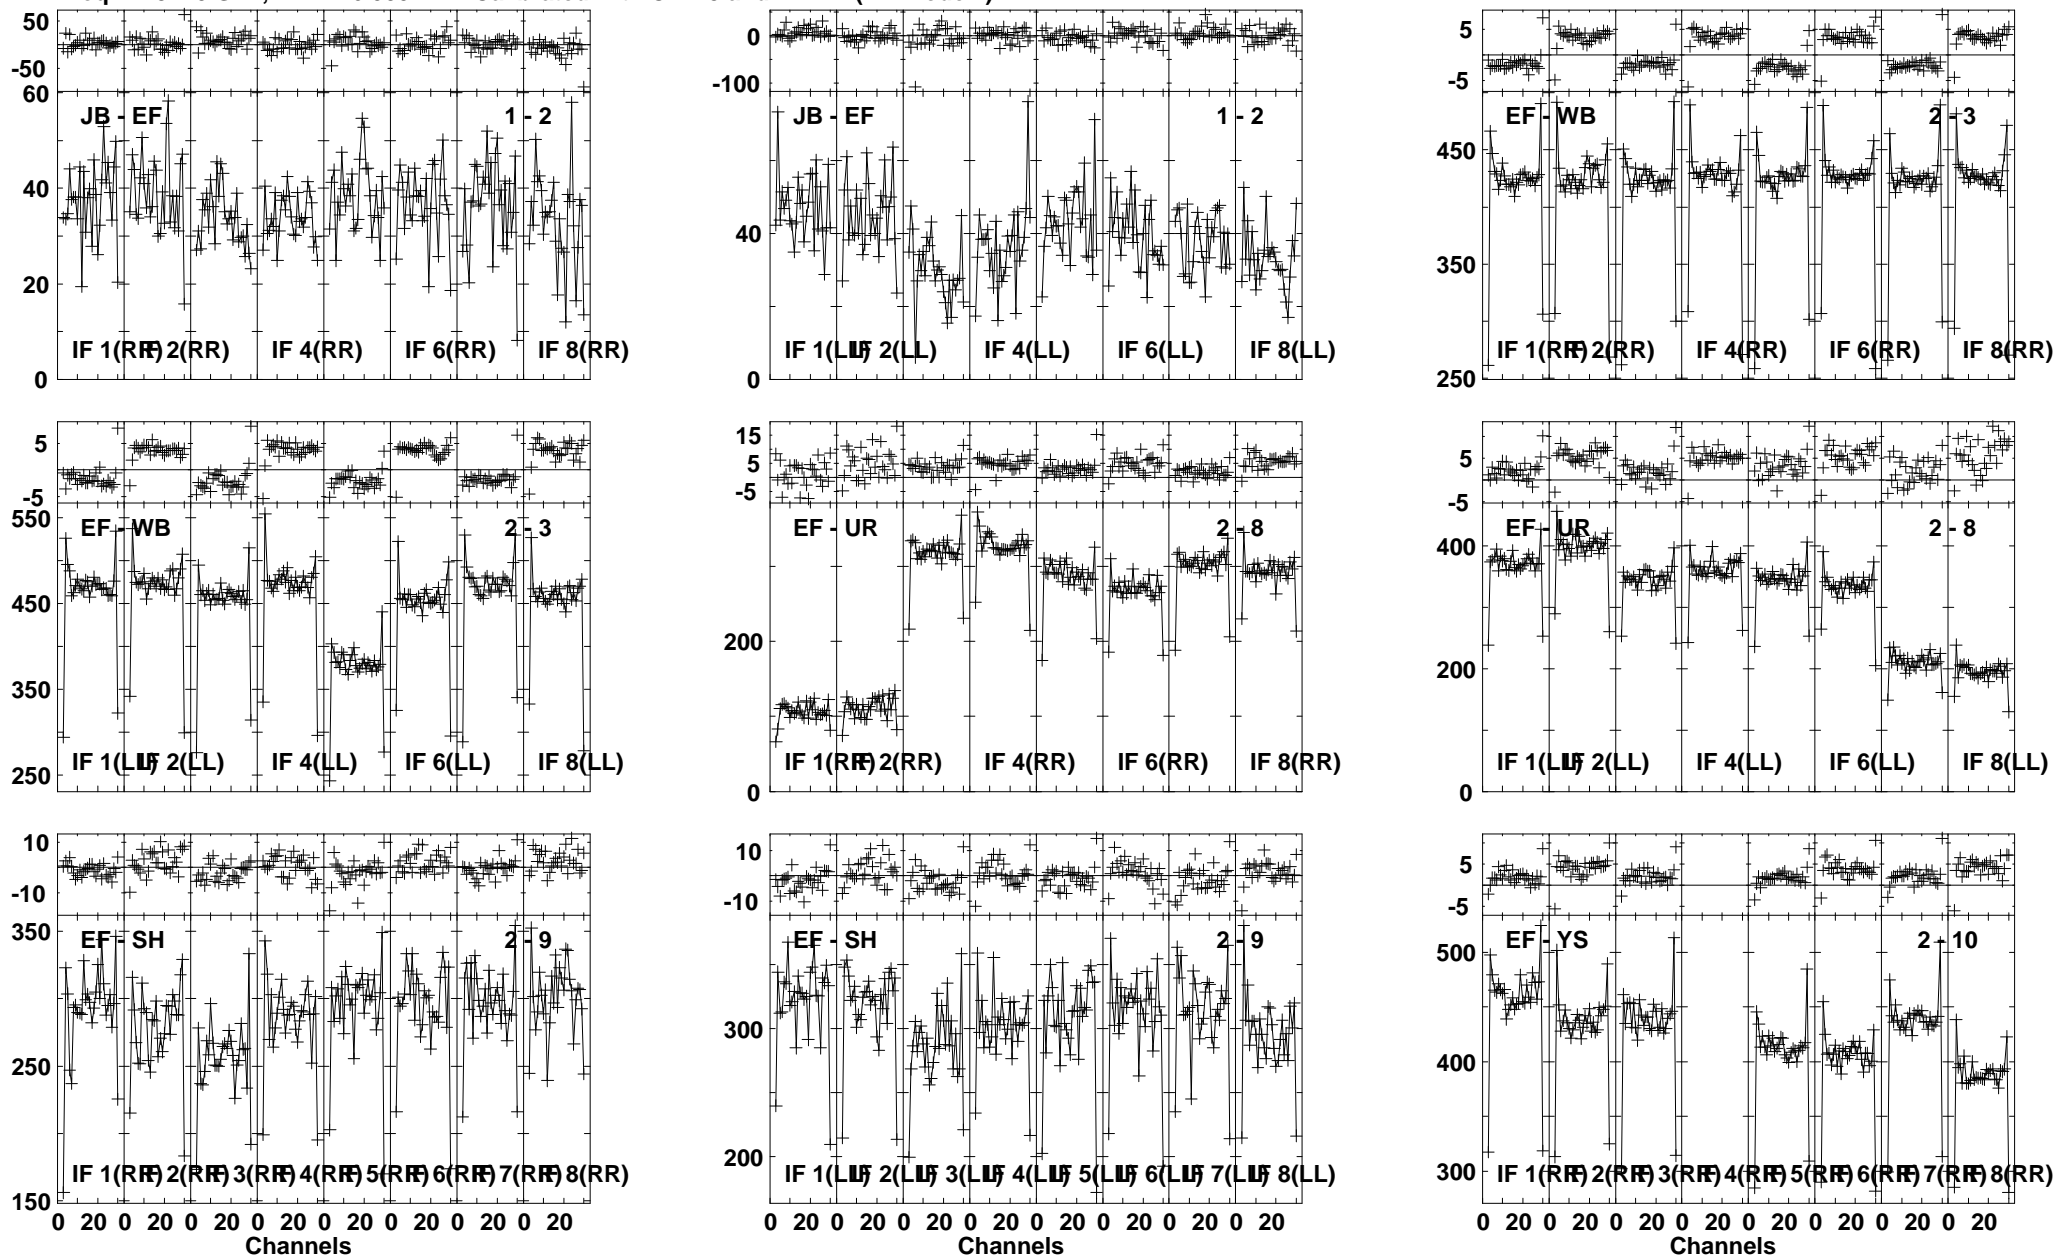 50
-50
60
40
20
0
JB - EF 1 - 2
IF 1(RR) IF 2(RR) IF 4(RR) IF 6(RR) IF 8(RR)
0
-100
40
0
JB - EF 1 - 2
IF 1(LL) IF 2(LL) IF 4(LL) IF 6(LL) IF 8(LL)
5
-5
450
350
250
EF - WB 2 - 3
IF 1(RR) IF 2(RR) IF 4(RR) IF 6(RR) IF 8(RR)
5
-5
550
450
350
250
EF - WB 2 - 3
IF 1(LL) IF 2(LL) IF 4(LL) IF 6(LL) IF 8(LL)
15
5
-5
200
0
EF - UR 2 - 8
IF 1(RR) IF 2(RR) IF 4(RR) IF 6(RR) IF 8(RR)
5
-5
400
200
0
EF - UR 2 - 8
IF 1(LL) IF 2(LL) IF 4(LL) IF 6(LL) IF 8(LL)
10
-10
350
250
150
EF - SH 2 - 9
IF 1(RR) IF 2(RR) IF 3(RR) IF 4(RR) IF 5(RR) IF 6(RR) IF 7(RR) IF 8(RR)
0 20 0 20 0 20 0 20 0 20 0 20 0 20 0 20
Channels
10
-10
300
200
EF - SH 2 - 9
IF 1(LL) IF 2(LL) IF 3(LL) IF 4(LL) IF 5(LL) IF 6(LL) IF 7(LL) IF 8(LL)
0 20 0 20 0 20 0 20 0 20 0 20 0 20 0 20
Channels
5
-5
500
400
300
EF - YS 2 - 10
IF 1(RR) IF 2(RR) IF 3(RR) IF 4(RR) IF 5(RR) IF 6(RR) IF 7(RR) IF 8(RR)
0 20 0 20 0 20 0 20 0 20 0 20 0 20 0 20
Channels